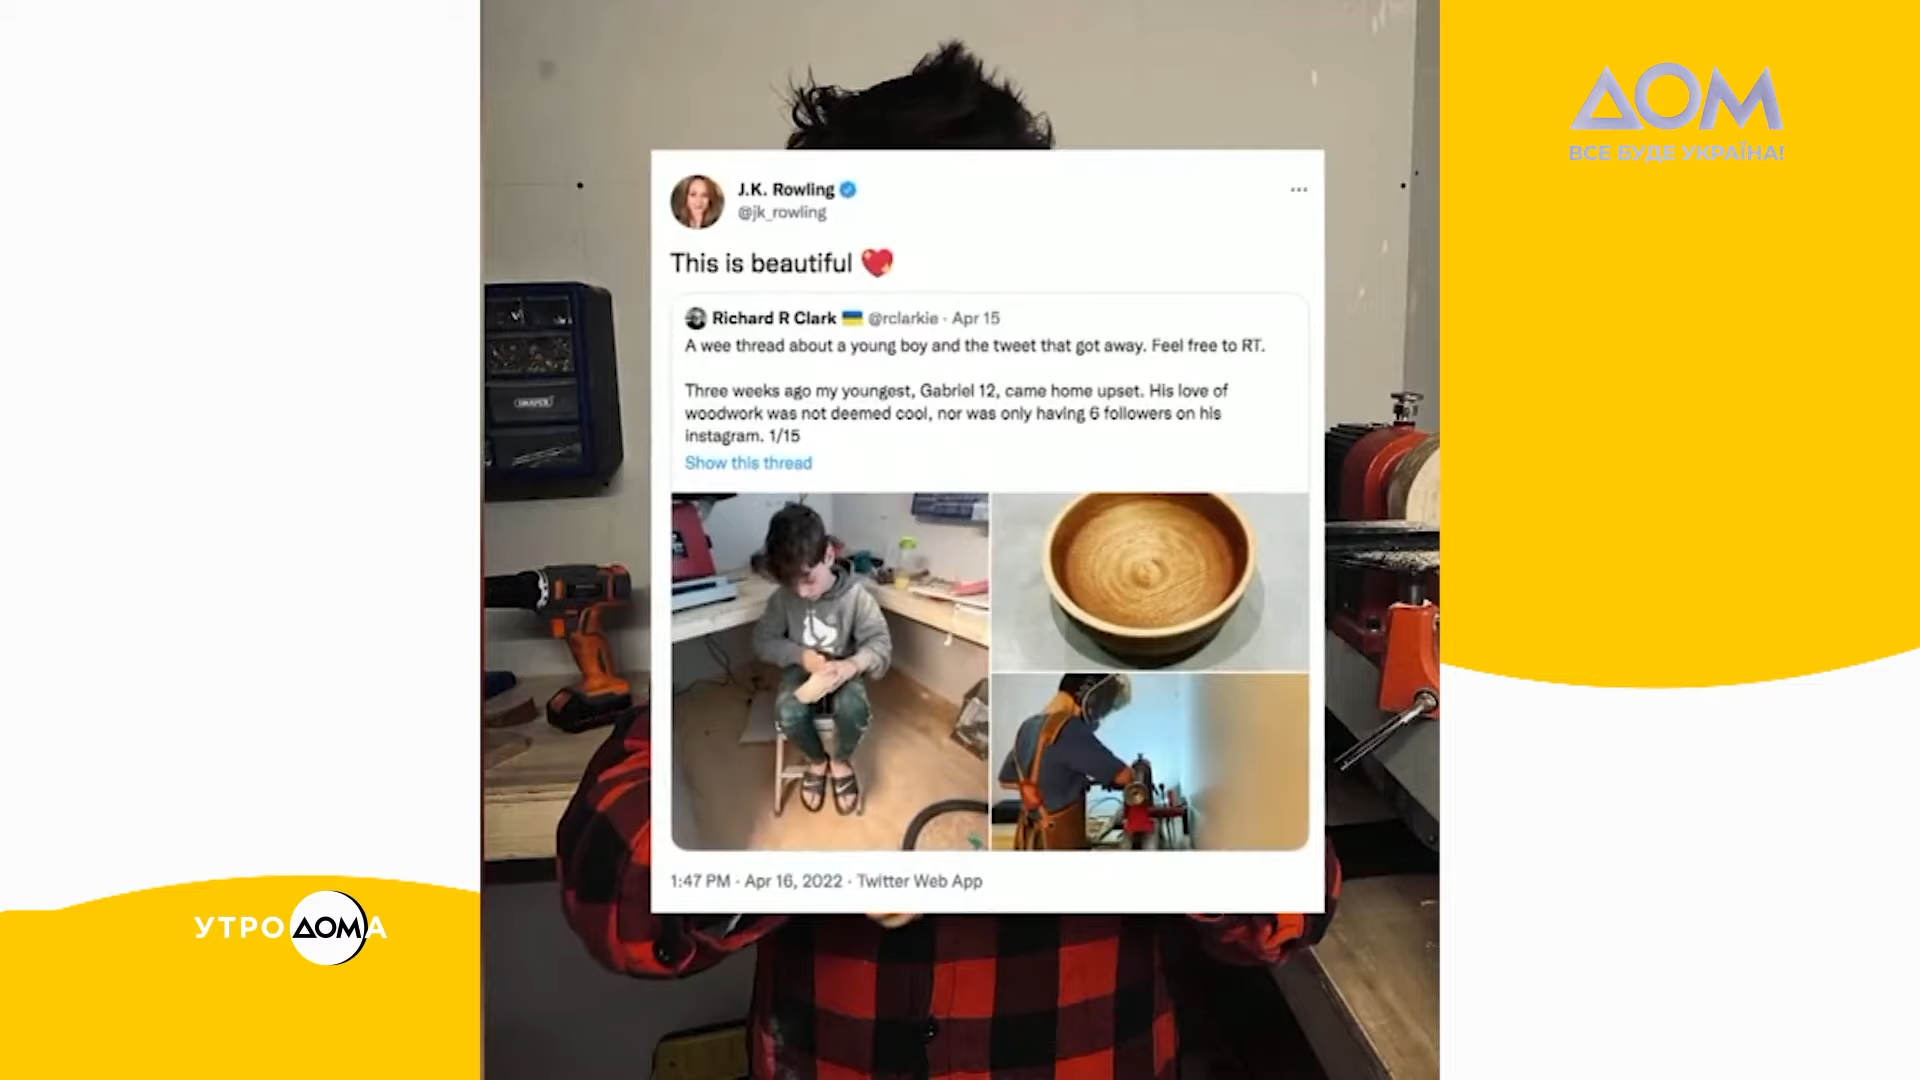 ДОМ
ВСЕ БУДЕ УКРАЇНА!
J.K. Rowling
@jk_rowling
This is beautiful 💖
Richard R Clark 🇺🇦 @rclarkie · Apr 15
A wee thread about a young boy and the tweet that got away. Feel free to RT.
Three weeks ago my youngest, Gabriel 12, came home upset. His love of
woodwork was not deemed cool, nor was only having 6 followers on his
instagram. 1/15
Show this thread
1:47 PM · Apr 16, 2022 · Twitter Web App
DRAPER
УТРО ДОМА